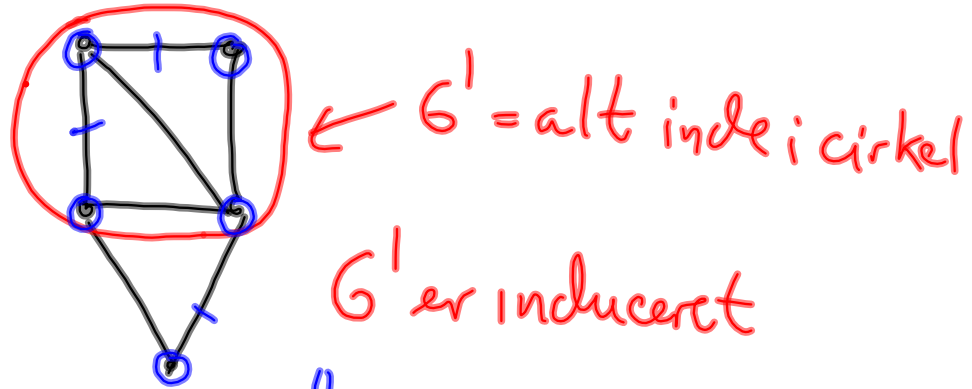 G' = alt inde i cirkel
G' er induceret
"